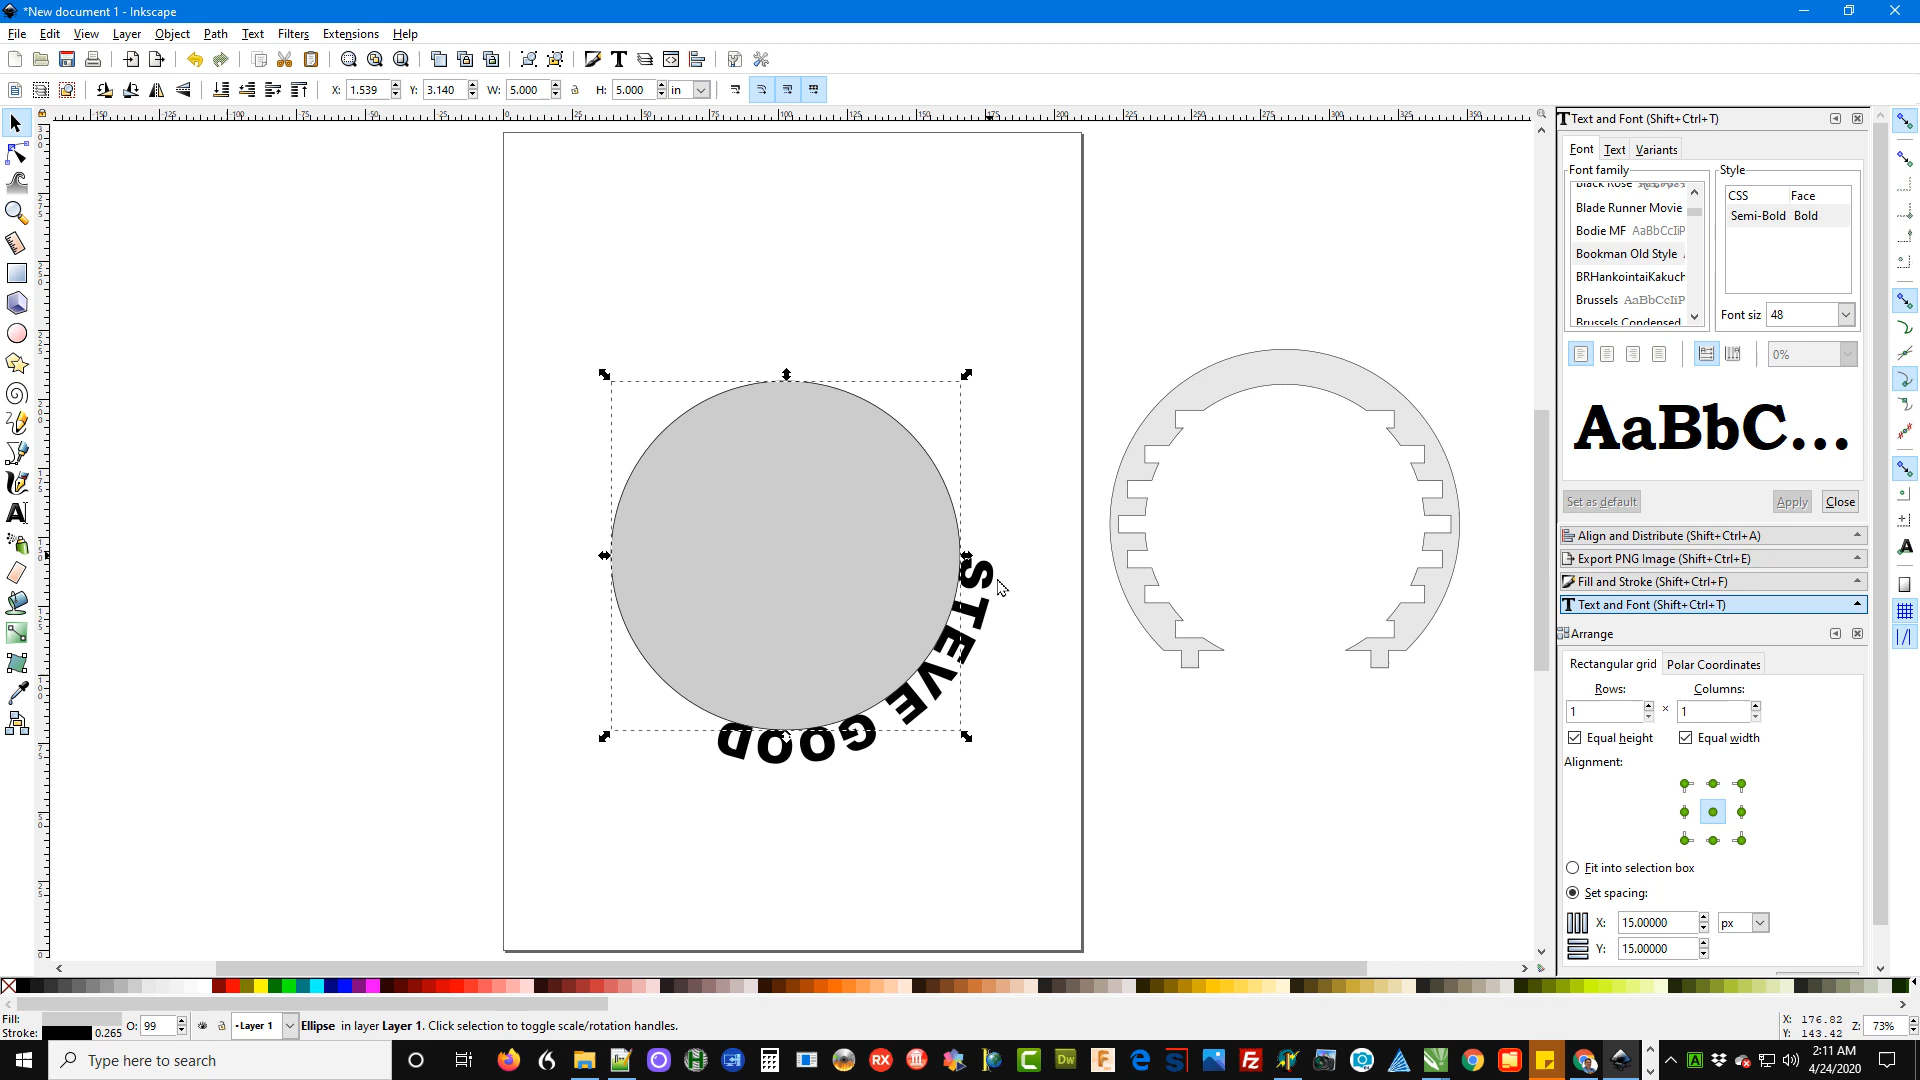 *New document 1 - Inkscape
File Edit View Layer Object Path Text Filters Extensions Help
X: 1.539 Y: 3.140 W: 5.000 H: 5.000 in
Text and Font (Shift+Ctrl+T)
Font Text Variants
Font family
Style
Black Rose
Blade Runner Movie
Bodie MF AaBbCcIiP
Bookman Old Style
BRHankointaiKakuch
Brussels AaBbCcIiP
Brussels Condensed
CSS Face
Semi-Bold Bold
Font siz 48
0%
AaBbC...
Set as default Apply Close
Align and Distribute (Shift+Ctrl+A)
Export PNG Image (Shift+Ctrl+E)
Fill and Stroke (Shift+Ctrl+F)
Text and Font (Shift+Ctrl+T)
Arrange
Rectangular grid Polar Coordinates
Rows: Columns:
1 × 1
Equal height Equal width
Alignment:
Fit into selection box
Set spacing:
X: 15.00000 px
Y: 15.00000
STEVE GOOD
Fill:
Stroke: 0.265 O: 99 •Layer 1 Ellipse in layer Layer 1. Click selection to toggle scale/rotation handles.
X: 176.82
Y: 143.42 Z: 73%
Type here to search
2:11 AM
4/24/2020